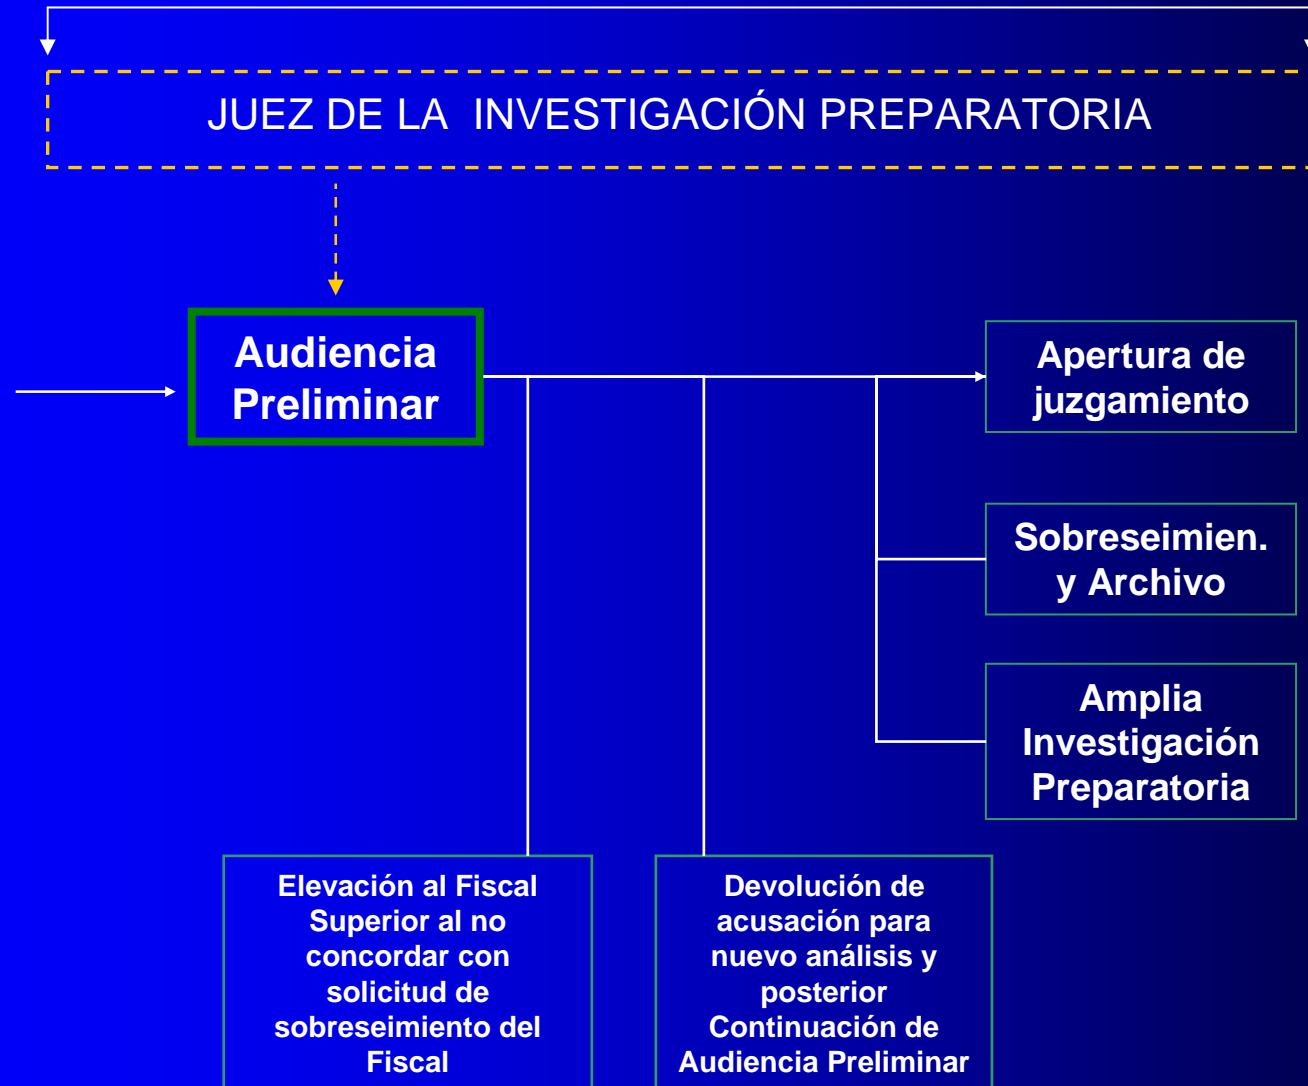 JUEZ DE LA INVESTIGACIÓN PREPARATORIA
Audiencia
Preliminar
Apertura de
juzgamiento
Sobreseimien.
y Archivo
Amplia
Investigación
Preparatoria
Elevación al Fiscal
Superior al no
concordar con
solicitud de
sobreseimiento del
Fiscal
Devolución de
acusación para
nuevo análisis y
posterior
Continuación de
Audiencia Preliminar